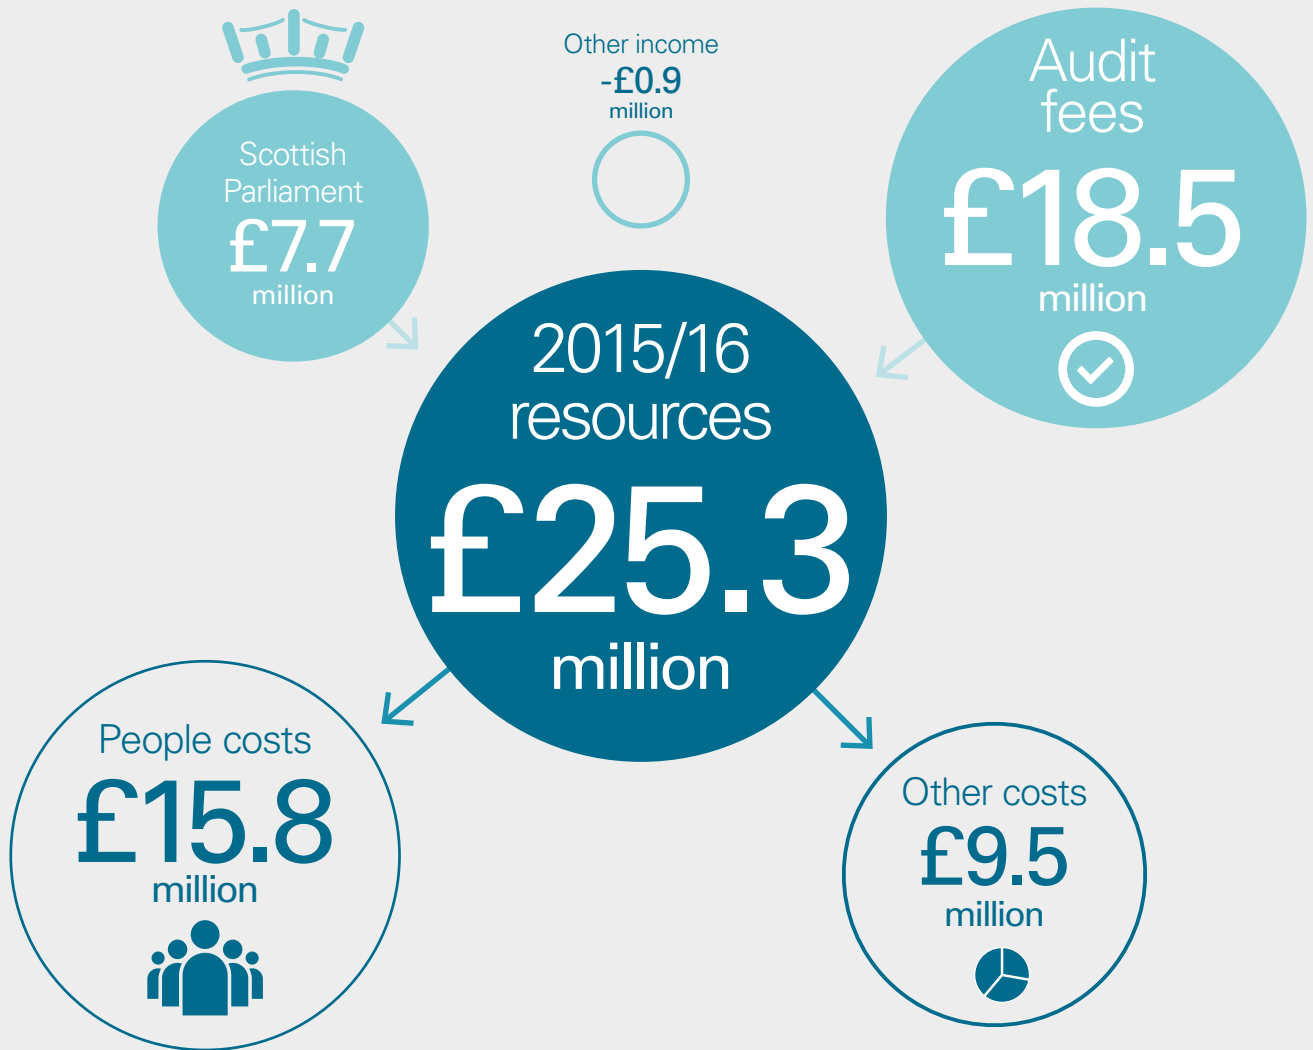 Scottish
Parliament
£7.7
million
Other income
-£0.9
million
Audit
fees
£18.5
million
2015/16
resources
£25.3
million
People costs
£15.8
million
Other costs
£9.5
million